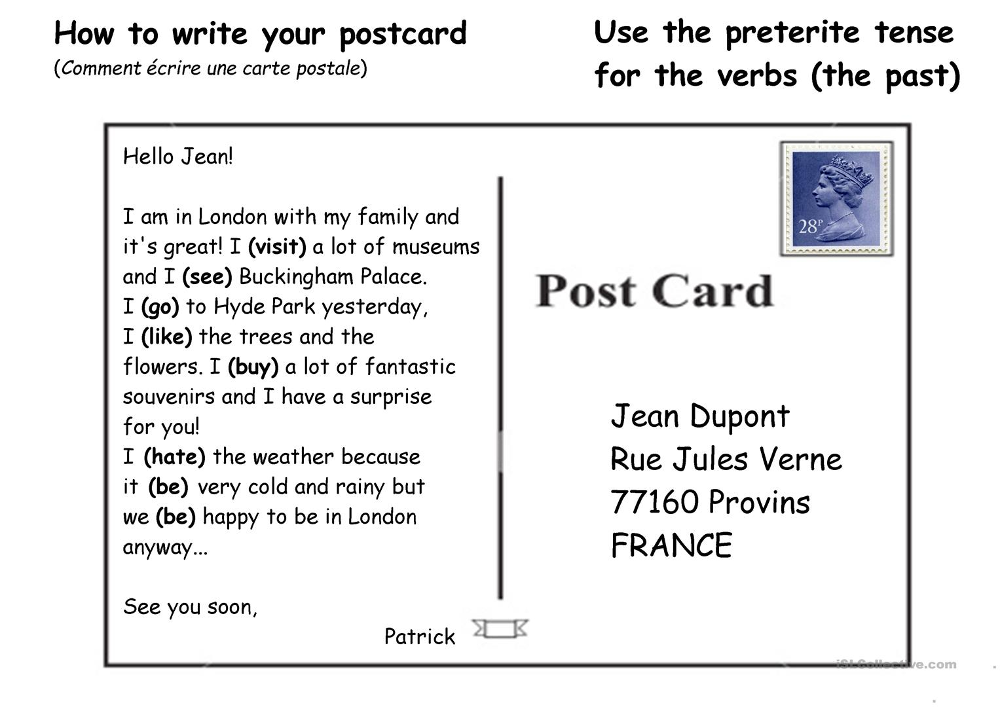 How to write your postcard
(Comment écrire une carte postale)
Use the preterite tense
for the verbs (the past)
Hello Jean!
I am in London with my family and
it's great! I (visit) a lot of museums
and I (see) Buckingham Palace.
I (go) to Hyde Park yesterday,
I (like) the trees and the
flowers. I (buy) a lot of fantastic
souvenirs and I have a surprise
for you!
I (hate) the weather because
it (be) very cold and rainy but
we (be) happy to be in London
anyway...
See you soon,
Patrick
28P
Post Card
Jean Dupont
Rue Jules Verne
77160 Provins
FRANCE
iSLCollective.com